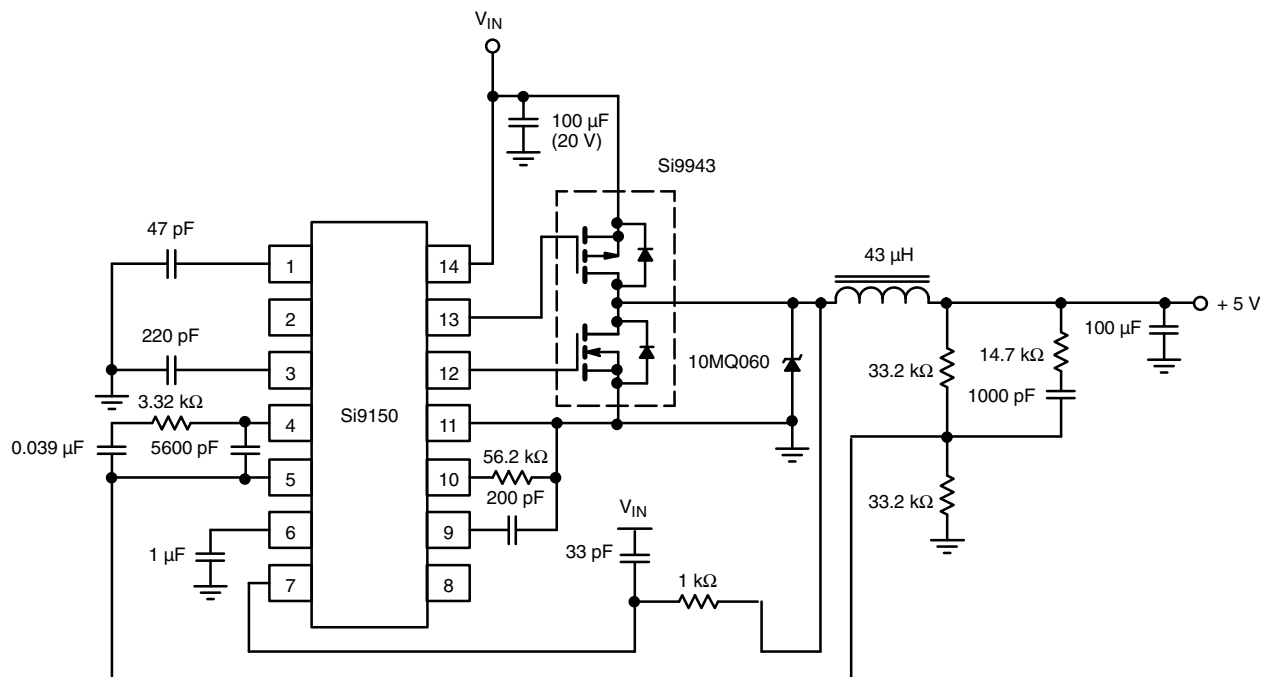 V_IN
100 µF
(20 V)
Si9943
47 pF
1
14
43 µH
2
13
+ 5 V
220 pF
100 µF
3
12
10MQ060
33.2 kΩ
14.7 kΩ
1000 pF
3.32 kΩ
Si9150
4
11
0.039 µF
5600 pF
56.2 kΩ
5
10
200 pF
33.2 kΩ
V_IN
6
9
1 µF
33 pF
7
8
1 kΩ